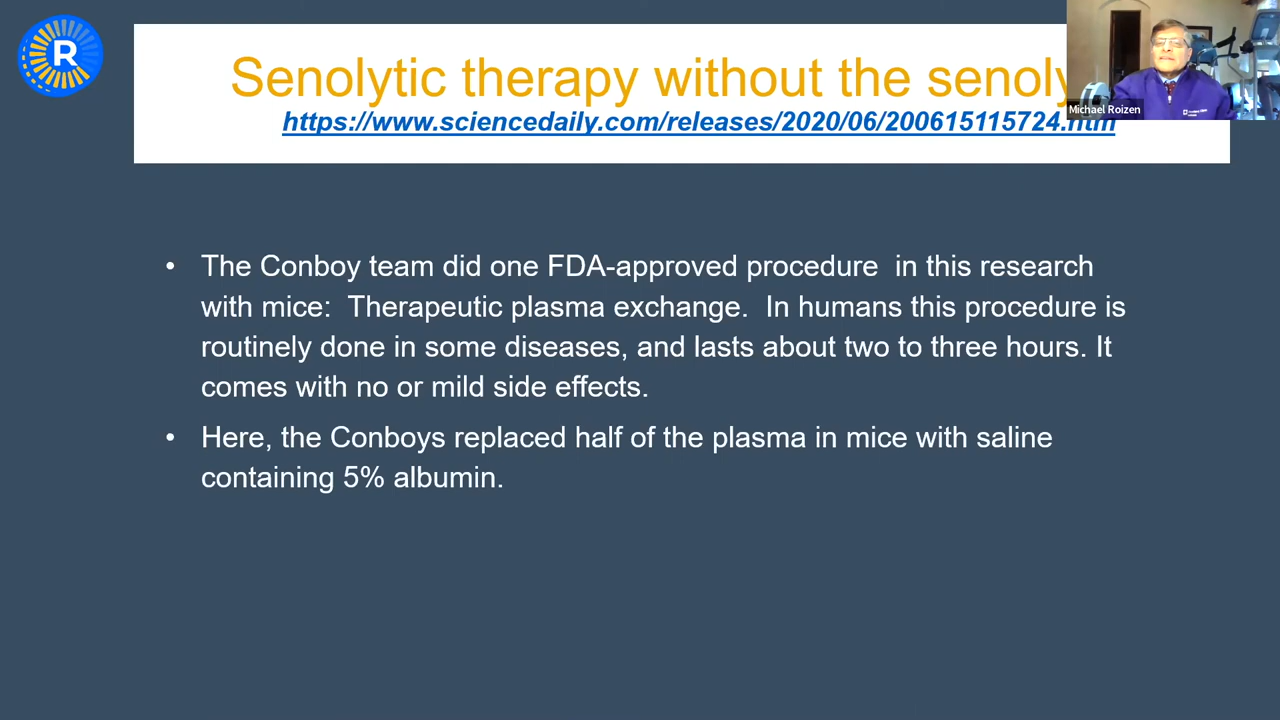 R
Senolytic therapy without the
https://www.sciencedaily.com/releases/2020/06/200615115724.htm
Michael Roizen
• The Conboy team did one FDA-approved procedure in this research
with mice: Therapeutic plasma exchange. In humans this procedure is
routinely done in some diseases, and lasts about two to three hours. It
comes with no or mild side effects.
• Here, the Conboys replaced half of the plasma in mice with saline
containing 5% albumin.